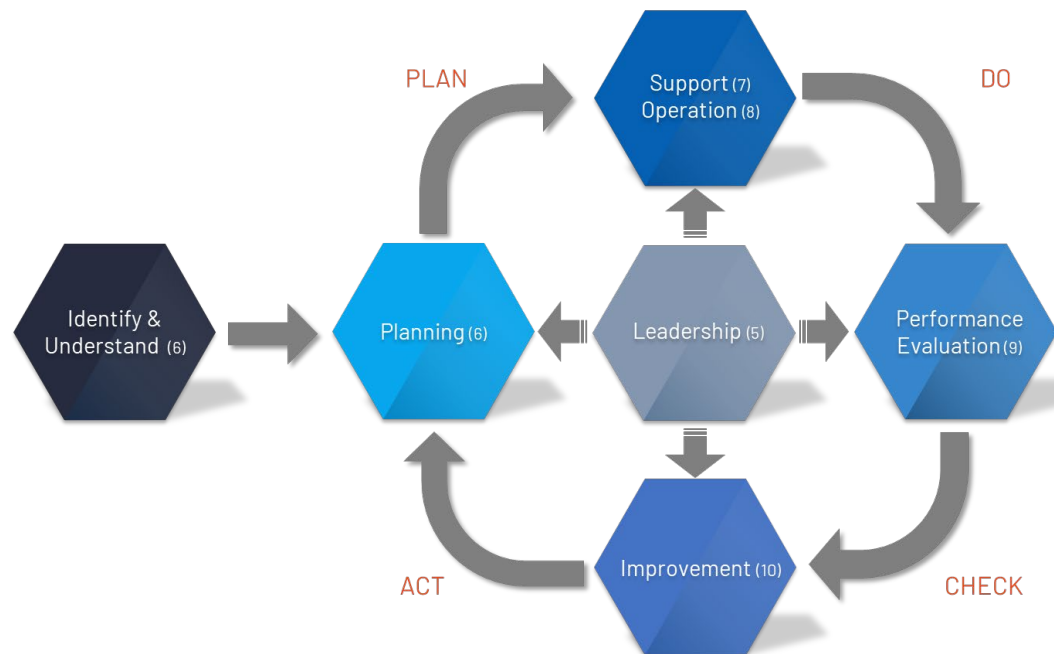 PLAN
Support (7)
Operation (8)
DO
Identify &
Understand (6)
Planning (6)
Leadership (5)
Performance
Evaluation (9)
ACT
Improvement (10)
CHECK